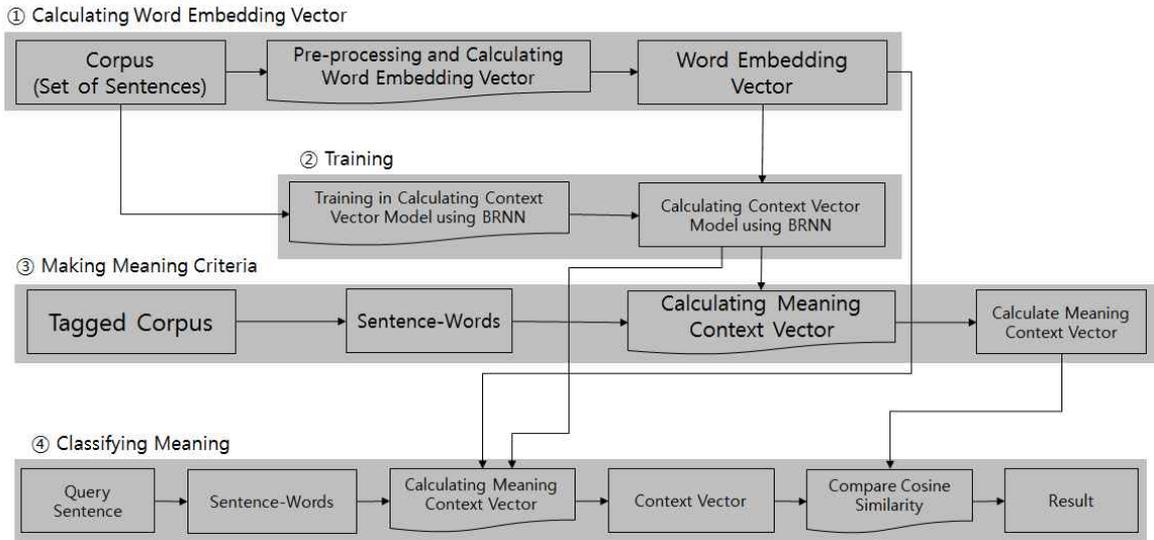 ① Calculating Word Embedding Vector
Corpus
(Set of Sentences)
Pre-processing and Calculating
Word Embedding Vector
Word Embedding
Vector
② Training
Training in Calculating Context
Vector Model using BRNN
Calculating Context Vector
Model using BRNN
③ Making Meaning Criteria
Tagged Corpus
Sentence-Words
Calculating Meaning
Context Vector
Calculate Meaning
Context Vector
④ Classifying Meaning
Query
Sentence
Sentence-Words
Calculating Meaning
Context Vector
Context Vector
Compare Cosine
Similarity
Result